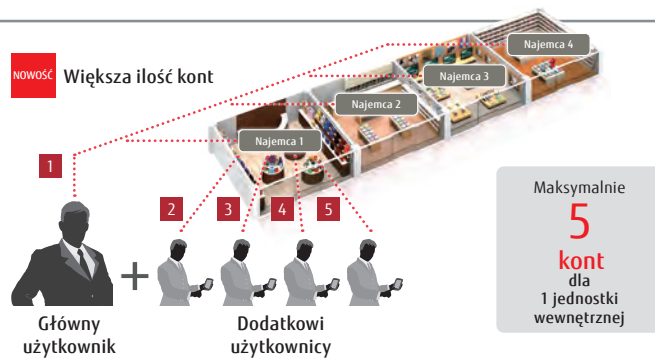 NOWOŚĆ
Większa ilość kont
Najemca 4
Najemca 3
Najemca 2
Najemca 1
1
2
3
4
5
+
Główny
użytkownik
Dodatkowi
użytkownicy
Maksymalnie
5
kont
dla
1 jednostki
wewnętrznej